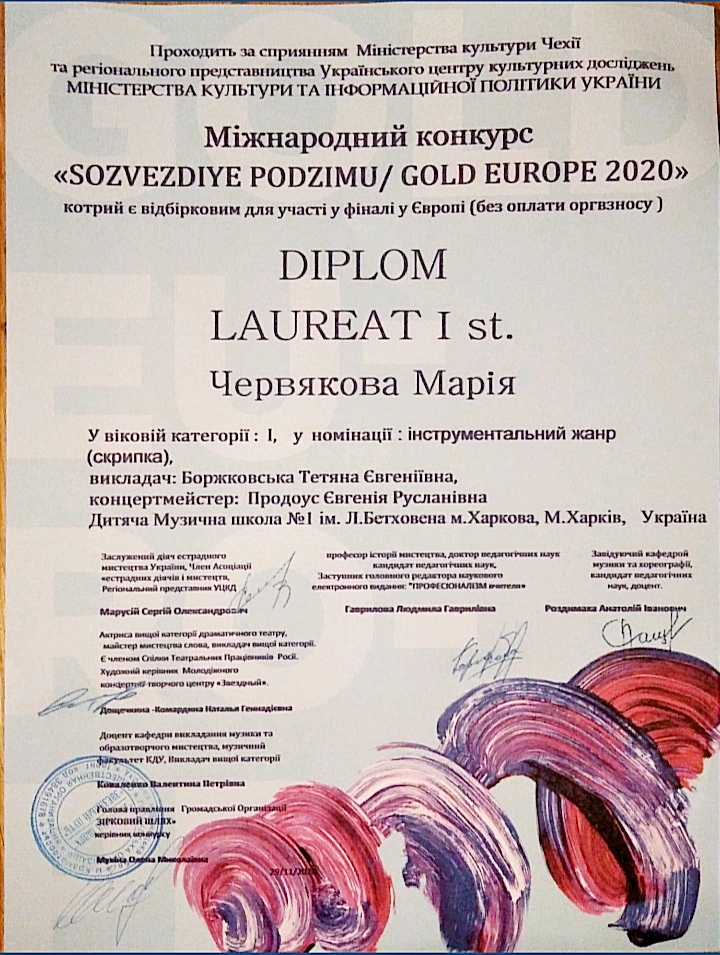 Проходить за сприянням Міністерства культури Чехії
та регіонального представництва Українського центру культурних досліджень
МІНІСТЕРСТВА КУЛЬТУРИ ТА ІНФОРМАЦІЙНОЇ ПОЛІТИКИ УКРАЇНИ
Міжнародний конкурс
«SOZVEZDIYE PODZIMU/ GOLD EUROPE 2020»
котрий є відбірковим для участі у фіналі у Європі (без оплати оргвзносу )
DIPLOM
LAUREAT I st.
Червякова Марія
У віковій категорії : I, у номінації : інструментальний жанр
(скрипка),
викладач: Боржковська Тетяна Євгеніївна,
концертмейстер: Продоус Євгенія Русланівна
Дитяча Музична школа №1 ім. Л.Бетховена м.Харкова, М.Харків, Україна
Заслужений діяч естрадного
мистецтва України, Член Асоціації
«естрадних діячів і мистецтв,
Регіональний представник УЦКД
Марусій Сергій Олександрович
професор історії мистецтва, доктор педагогічних наук
кандидат педагогічних наук,
Заступник головного редактора наукового
електронного видання: "ПРОФЕСІОНАЛІЗМ вчителя»
Гаврилова Людмила Гаврилівна
Завідуючий кафедрой
музики та хореографії,
кандидат педагогічних
наук, доцент.
Роздимаха Анатолій Іванович
Актриса вищої категорії драматичного театру,
майстер мистецтва слова, викладач вищої категорії.
Є членом Спілки Театральних Працівників Росії.
Художній керівник Молодіжного
концертно творчого центру «Звездный».
Дощечкина -Комардина Наталья Геннадієвна
Доцент кафедри викладання музики та
образотворчого мистецтва, музичний
факультет КДУ, Викладач вищої категорії
Коваленко Валентина Петрівна
Голова правління Громадської Організації
ЗІРКОВИЙ ШЛЯХ»
керівник конкурсу
Мухіна Олена Миколаївна